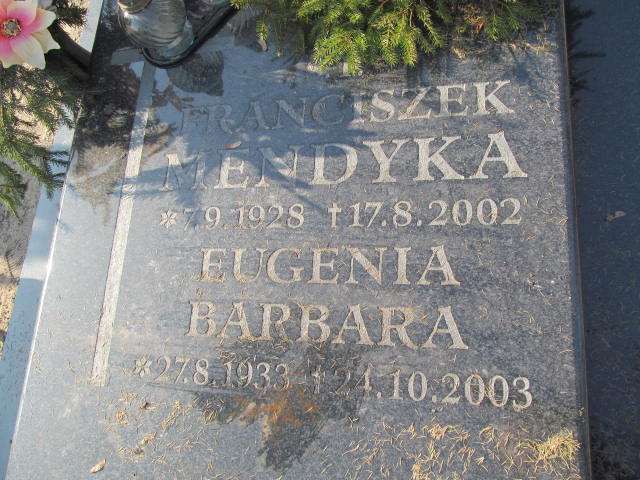 FRANCISZEK
MENDYKA
*7.9.1928 †17.8.2002
EUGENIA
BARBARA
*27.8.1933 †24.10.2003